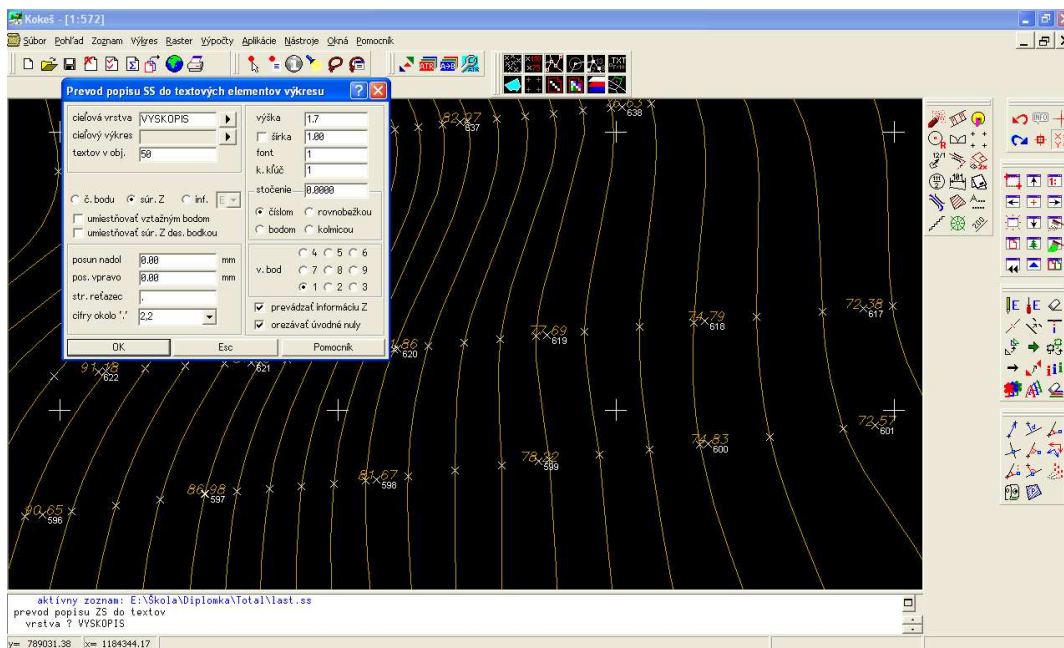 Kokeš - [1:572]
Súbor Pohľad Zoznam Výkres Raster Výpočty Aplikácie Nástroje Okná Pomocník
Prevod popisu SS do textových elementov výkresu
cieľová vrstva VYSKOPIS
cieľový výkres
textov v obj. 50
č. bodu súr. Z inf. E
umiestňovať vztažným bodom
umiestňovať súr. Z des. bodkou
posun nadol 0.00 mm
pos. vpravo 0.00 mm
str. reťazec .
cifry okolo '.' 2,2
výška 1.7
šírka 1.00
font 1
k. kľúč 1
stočenie 0.0000
číslom rovnobežkou
bodom kolmicou
v. bod
4 5 6
7 8 9
1 2 3
prevádzať informáciu Z
orezávať úvodné nuly
OK Esc Pomocník
637
638
72.38
617
74.79
618
77.69
619
620
621
622
72.57
601
74.83
600
78.22
599
81.67
598
86.98
597
90.65
596
aktívny zoznam: E:\Škola\Diplomka\Total\last.ss
prevod popisu ZS do textov
vrstva ? VYSKOPIS
y= 789031.38 x= 1184344.17